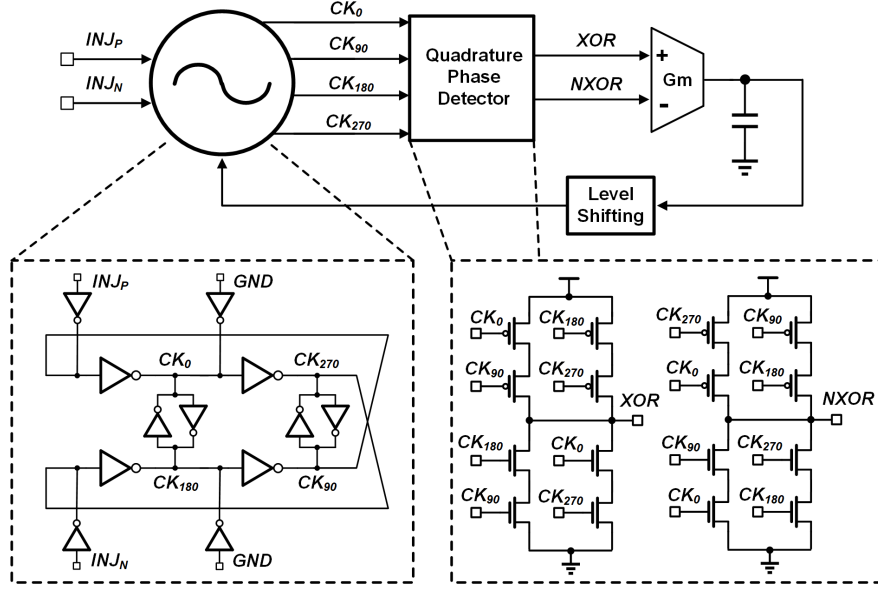 CK0
INJP
CK90
Quadrature
Phase
Detector
XOR
+
Gm
INJN
CK180
NXOR
-
CK270
Level
Shifting
INJP
GND
CK0
CK270
CK180
CK90
INJN
GND
CK0
CK180
CK90
CK270
XOR
CK180
CK0
CK90
CK270
CK270
CK90
CK0
CK180
NXOR
CK90
CK270
CK0
CK180